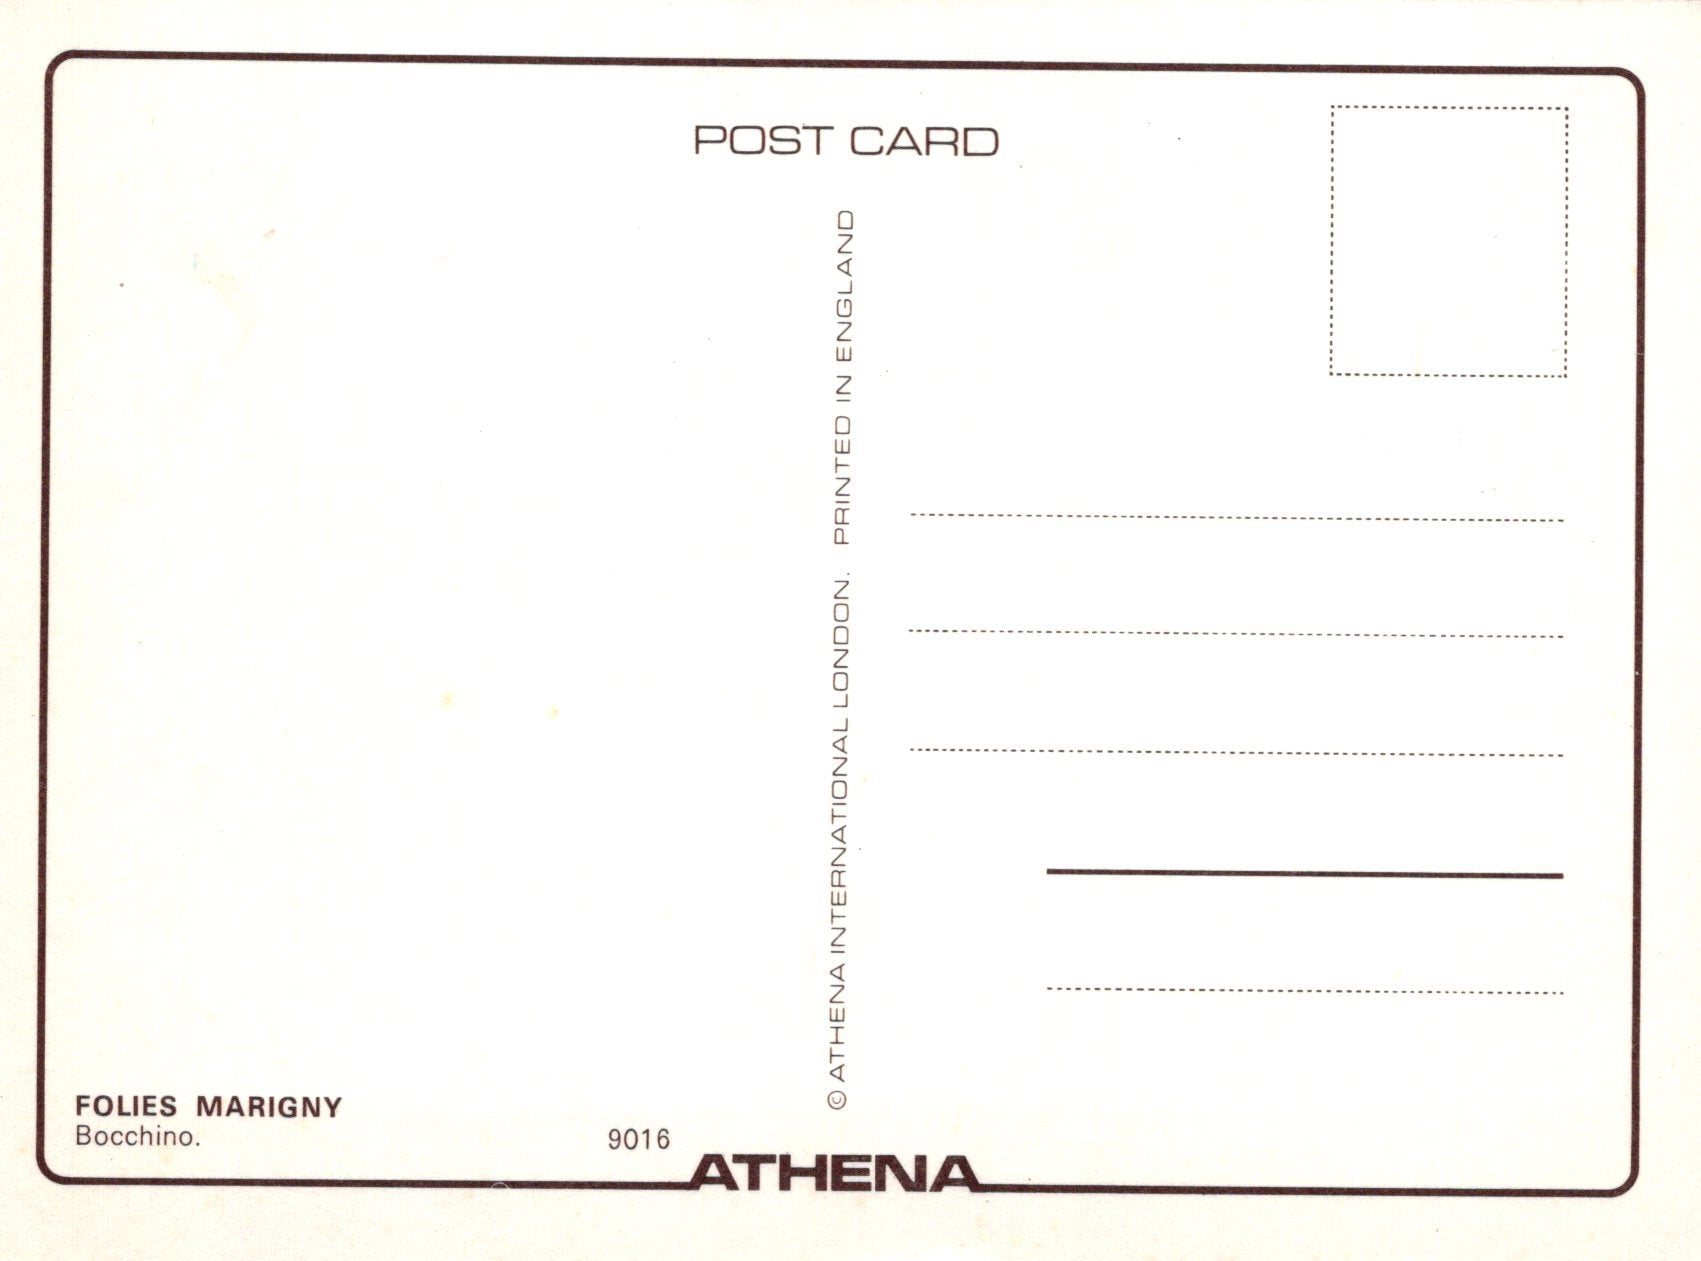 POST CARD
© ATHENA INTERNATIONAL LONDON. PRINTED IN ENGLAND
FOLIES MARIGNY
Bocchino.
9016
ATHENA